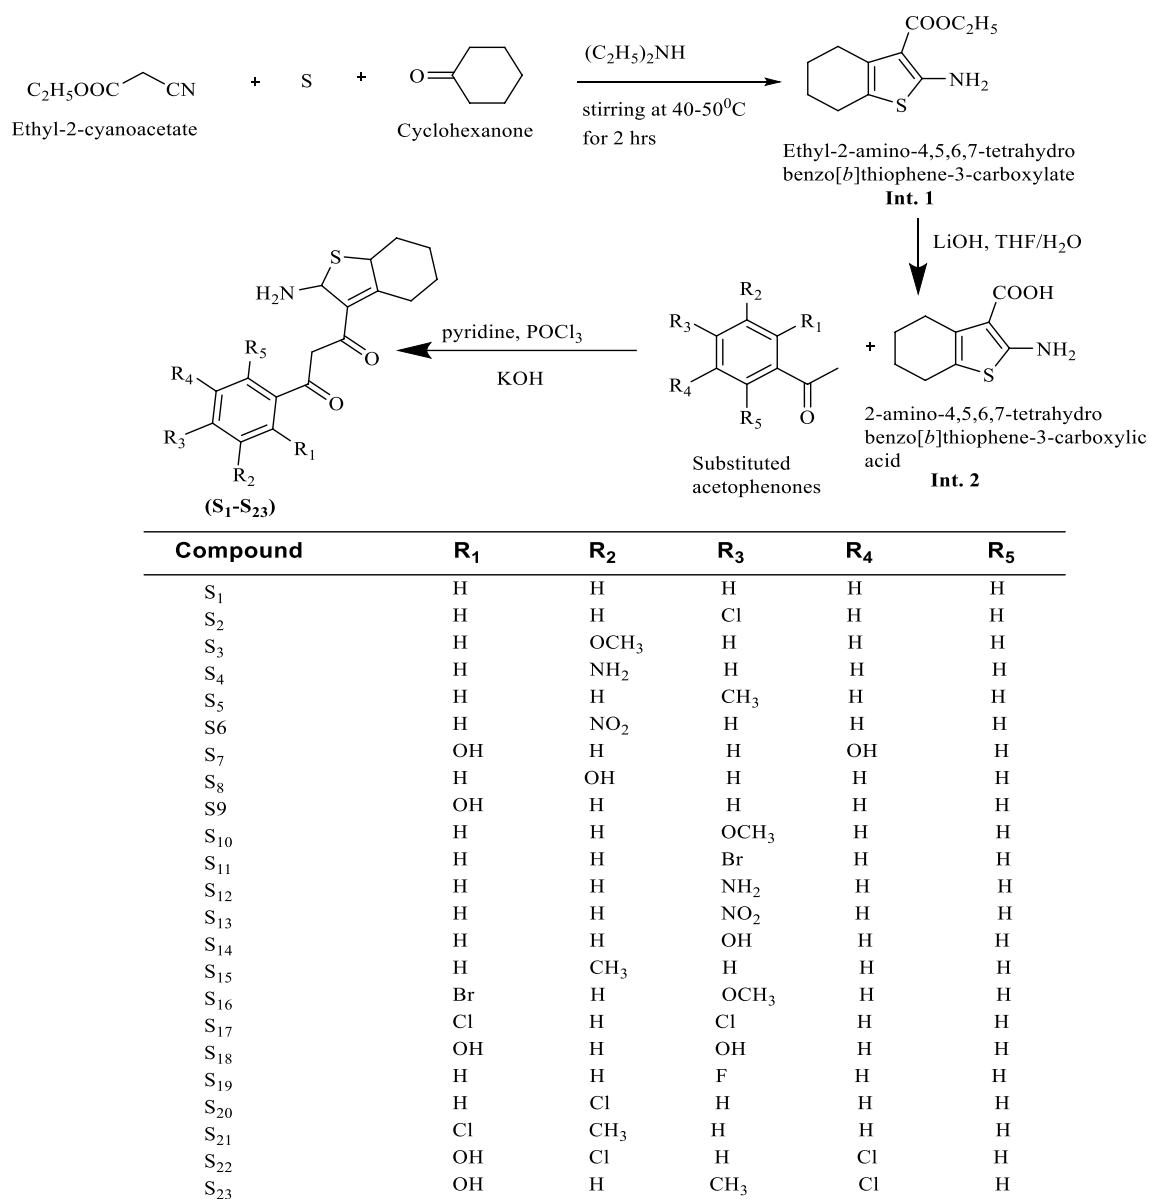 COOC₂H₅
(C₂H₅)₂NH
C₂H₅OOC CN + S + O NH₂
S
Ethyl-2-cyanoacetate
Cyclohexanone
stirring at 40-50⁰C
for 2 hrs
Ethyl-2-amino-4,5,6,7-tetrahydro
benzo[b]thiophene-3-carboxylate
Int. 1
LiOH, THF/H₂O
S
H₂N
O
O
R₅
R₄
R₃
R₂
R₁
(S₁-S₂₃)
pyridine, POCl₃
KOH
R₂
R₃
R₁
R₄
R₅
O
Substituted
acetophenones
+
COOH
NH₂
S
2-amino-4,5,6,7-tetrahydro
benzo[b]thiophene-3-carboxylic
acid
Int. 2
Compound R₁ R₂ R₃ R₄ R₅
S₁ H H H H H
S₂ H H Cl H H
S₃ H OCH₃ H H H
S₄ H NH₂ H H H
S₅ H H CH₃ H H
S6 H NO₂ H H H
S₇ OH H H OH H
S₈ H OH H H H
S9 OH H H H H
S₁₀ H H OCH₃ H H
S₁₁ H H Br H H
S₁₂ H H NH₂ H H
S₁₃ H H NO₂ H H
S₁₄ H H OH H H
S₁₅ H CH₃ H H H
S₁₆ Br H OCH₃ H H
S₁₇ Cl H Cl H H
S₁₈ OH H OH H H
S₁₉ H H F H H
S₂₀ H Cl H H H
S₂₁ Cl CH₃ H H H
S₂₂ OH Cl H Cl H
S₂₃ OH H CH₃ Cl H